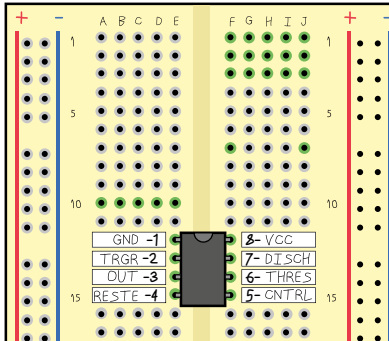 + - A B C D E F G H I J + -
1 1
5 5
10 10
GND -1 8- VCC
TRGR -2 7- DISCH
OUT -3 6- THRES
RESTE -4 5- CNTRL
15 15